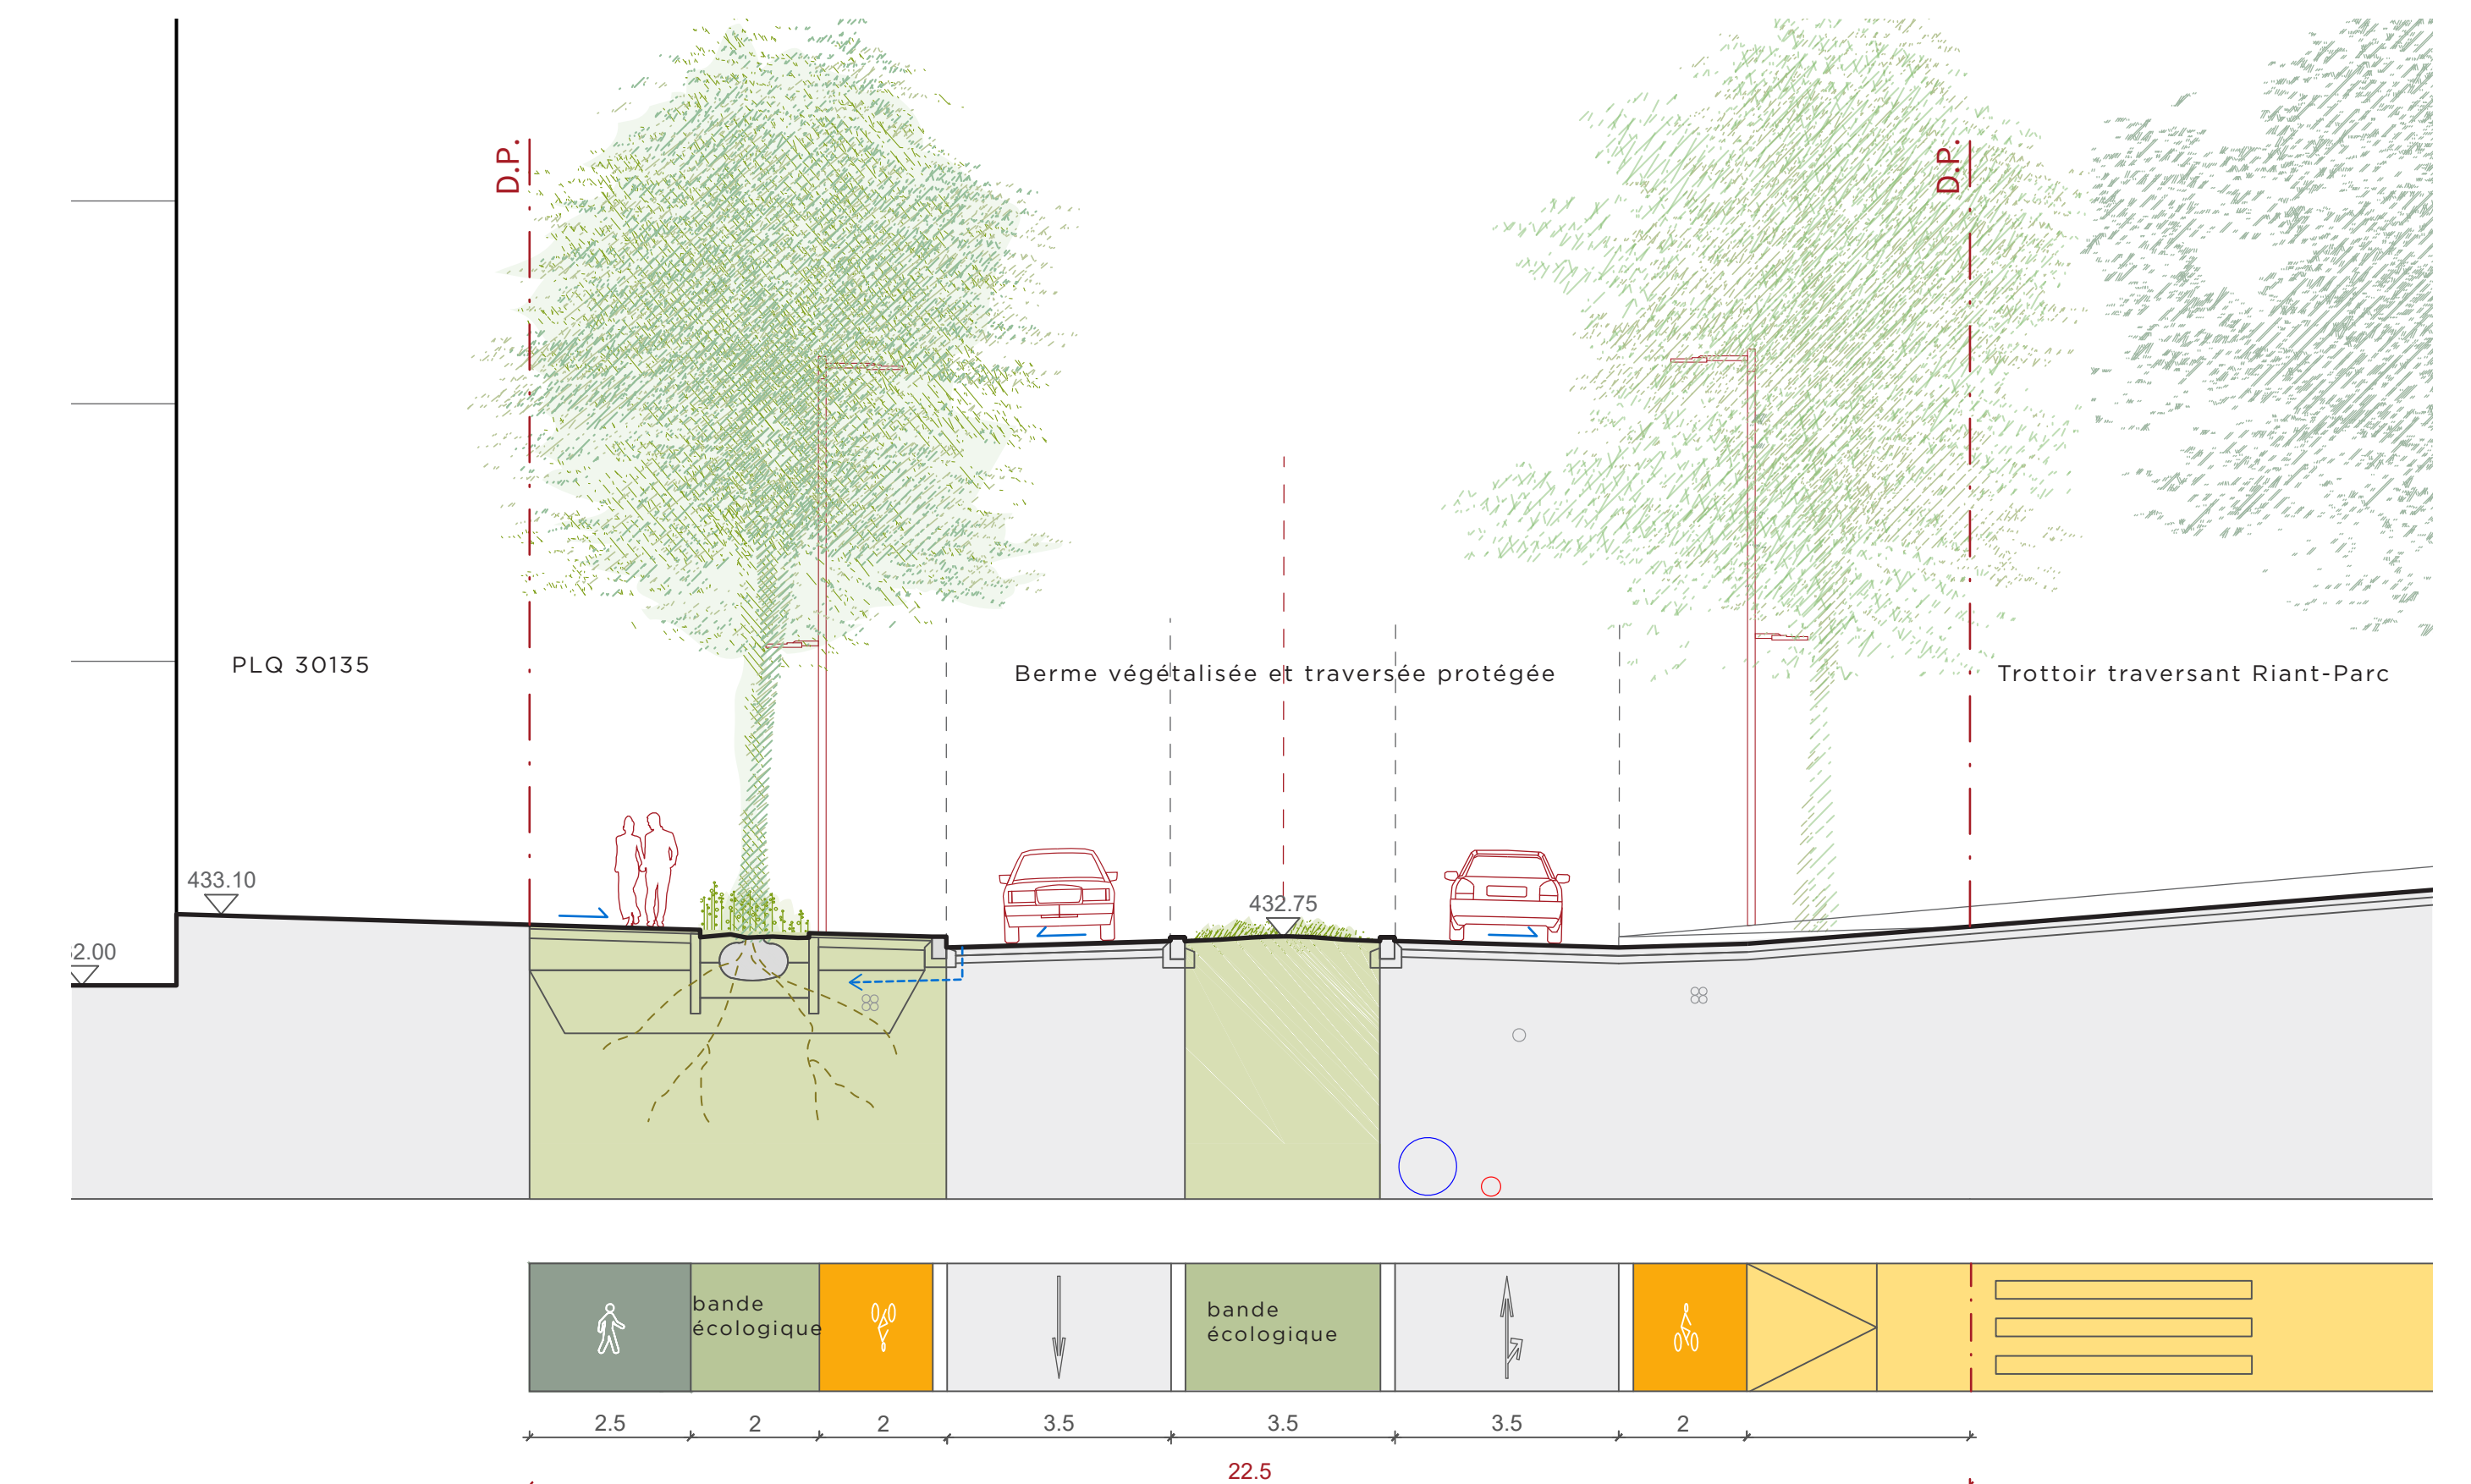 D.P.
D.P.
PLQ 30135
Berme végétalisée et traversée protégée
Trottoir traversant Riant-Parc
433.10
432.75
2.00
bande
écologique
bande
écologique
2.5
2
2
3.5
3.5
3.5
2
22.5